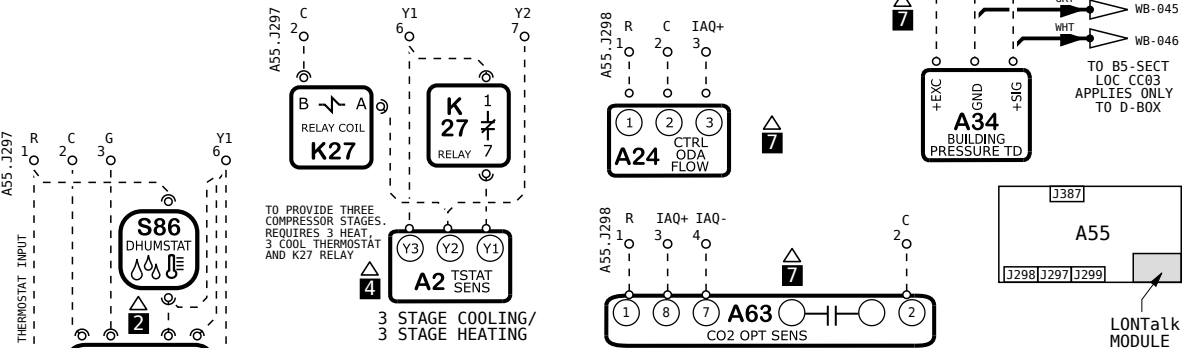 A55.J297
R
C
G
Y1
1
2
3
6
S86
DHUMSTAT
2
THERMOSTAT INPUT
A55.J297
C
2
Y1
6
Y2
7
B
A
RELAY COIL
K27
K
27
1
7
RELAY
TO PROVIDE THREE
COMPRESSOR STAGES.
REQUIRES 3 HEAT,
3 COOL THERMOSTAT
AND K27 RELAY
4
Y3
Y2
Y1
A2 TSTAT
SENS
3 STAGE COOLING/
3 STAGE HEATING
A55.J298
R
C
IAQ+
1
2
3
1
2
3
A24
CTRL
ODA
FLOW
7
A55.J298
R
IAQ+
IAQ-
C
1
3
4
2
7
1
8
7
A63
2
CO2 OPT SENS
7
WB-045
WHT
WB-046
TO B5-SECT
LOC CC03
APPLIES ONLY
TO D-BOX
+EXC
GND
+SIG
A34
BUILDING
PRESSURE TD
J387
A55
J298
J297
J299
LONTalk
MODULE